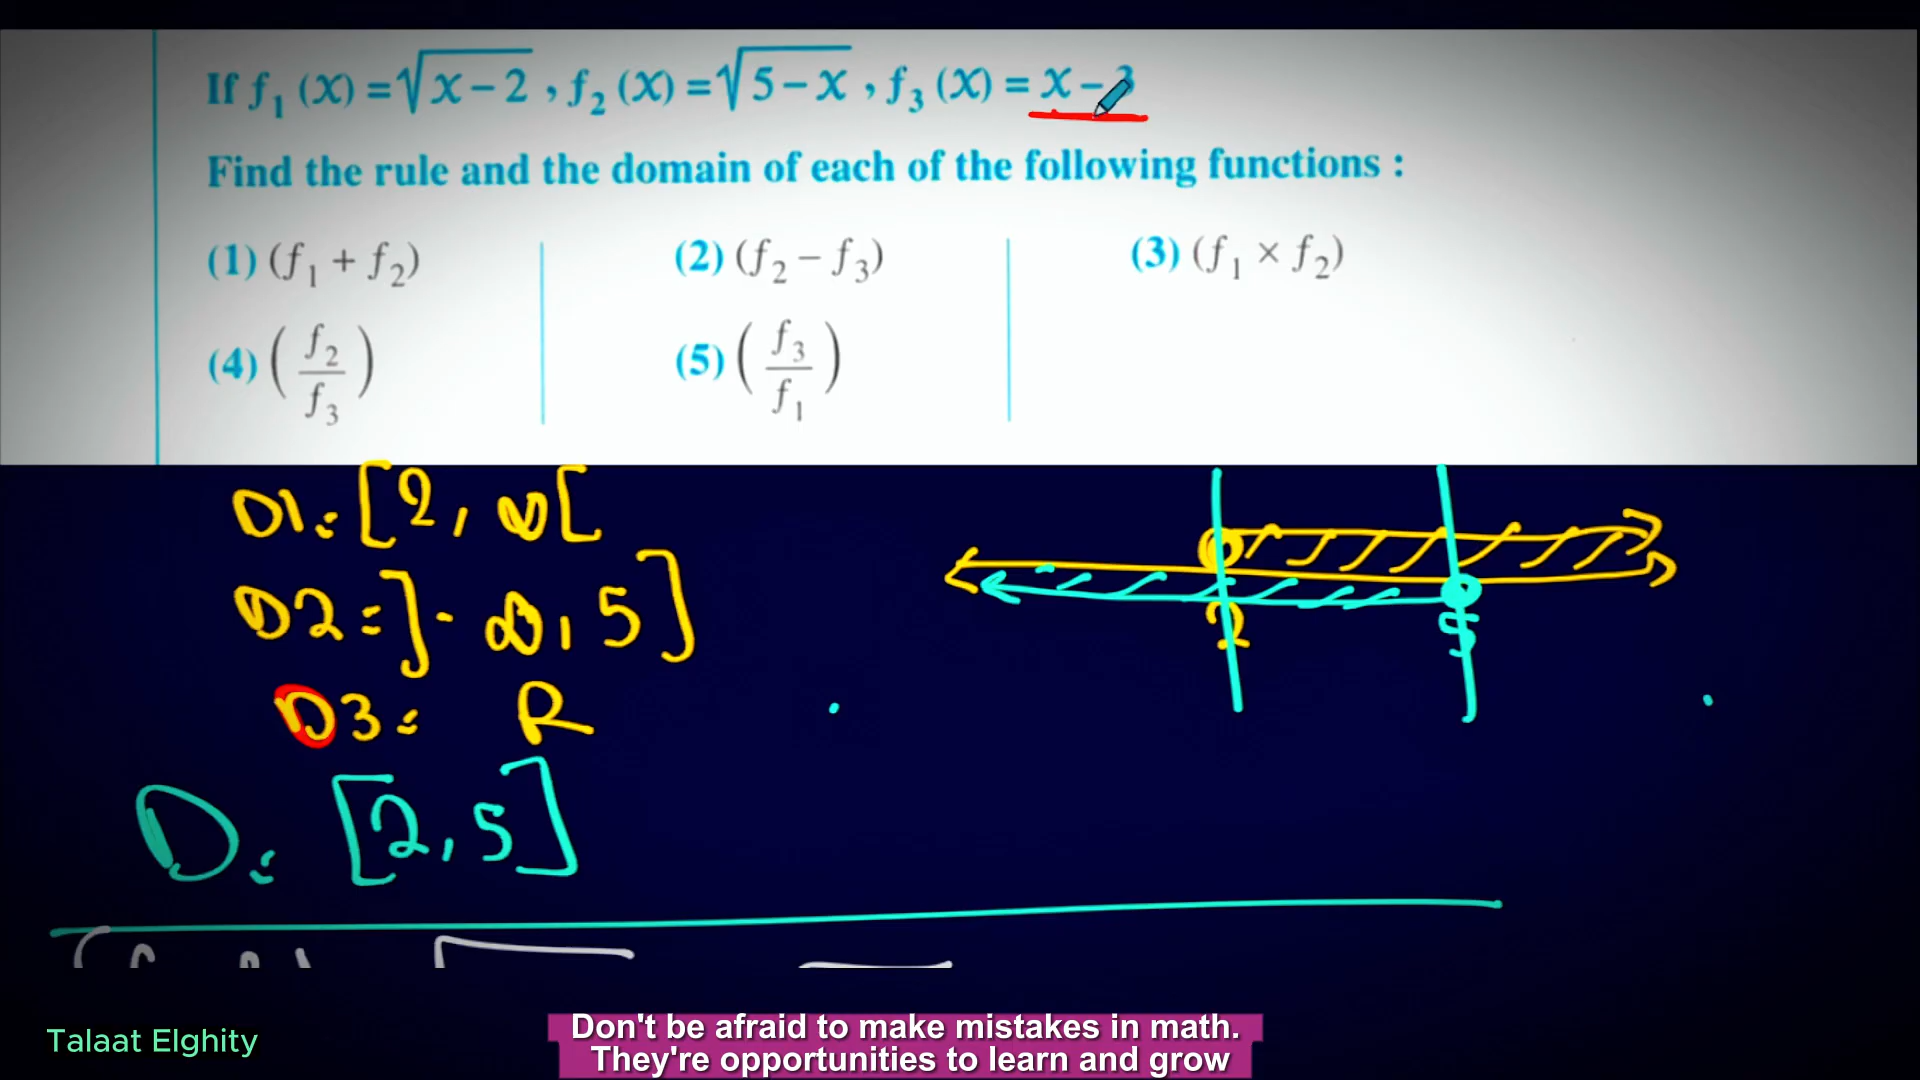 If f₁ (X) = √(x − 2) , f₂ (X) = √(5 − x) , f₃ (X) = x − 3
Find the rule and the domain of each of the following functions :
(1) (f₁ + f₂) (2) (f₂ − f₃) (3) (f₁ × f₂)
(4) (f₂/f₃) (5) (f₃/f₁)
D1 = [2, ∞[
D2 = ]-∞, 5]
D3 = R
2 5
D = [2, 5]
Talaat Elghity
Don't be afraid to make mistakes in math.
They're opportunities to learn and grow